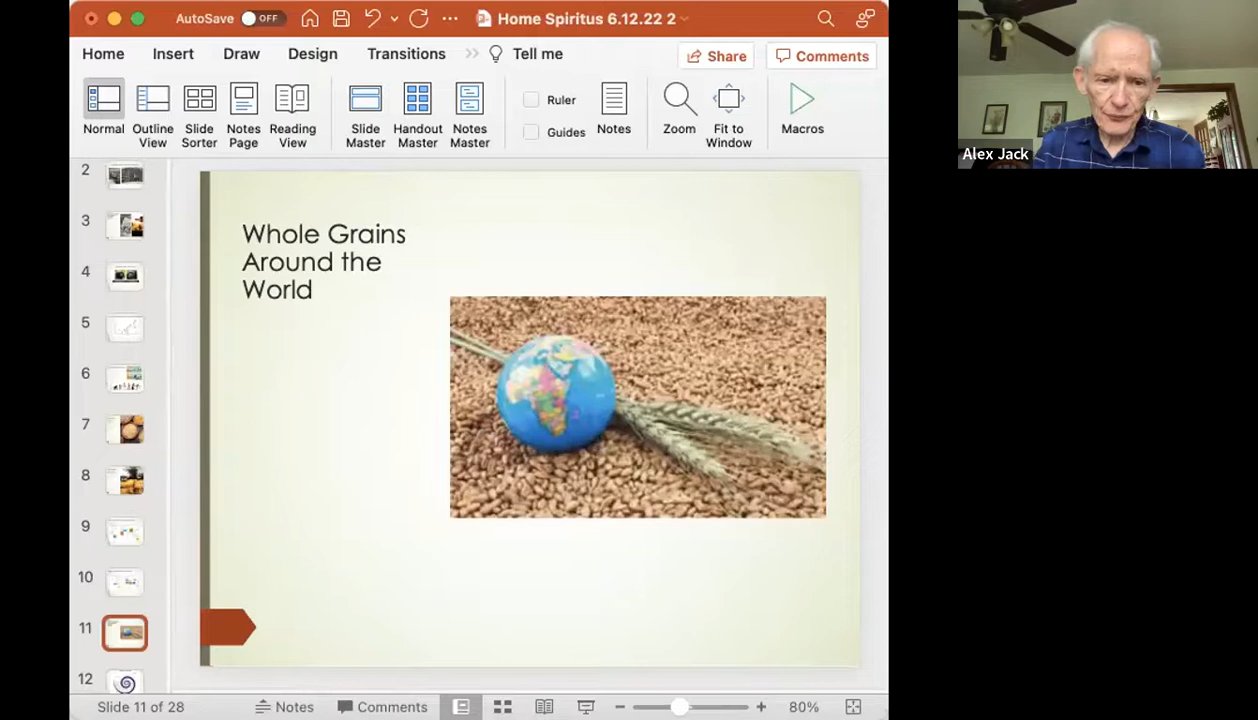 AutoSave OFF
Home Spiritus 6.12.22 2
Home Insert Draw Design Transitions Tell me
Share Comments
Normal
Outline View
Slide Sorter
Notes Page
Reading View
Slide Master
Handout Master
Notes Master
Ruler
Guides
Notes
Zoom
Fit to Window
Macros
Alex Jack
2
3
4
5
6
7
8
9
10
11
12
Whole Grains
Around the
World
Slide 11 of 28 Notes Comments 80%